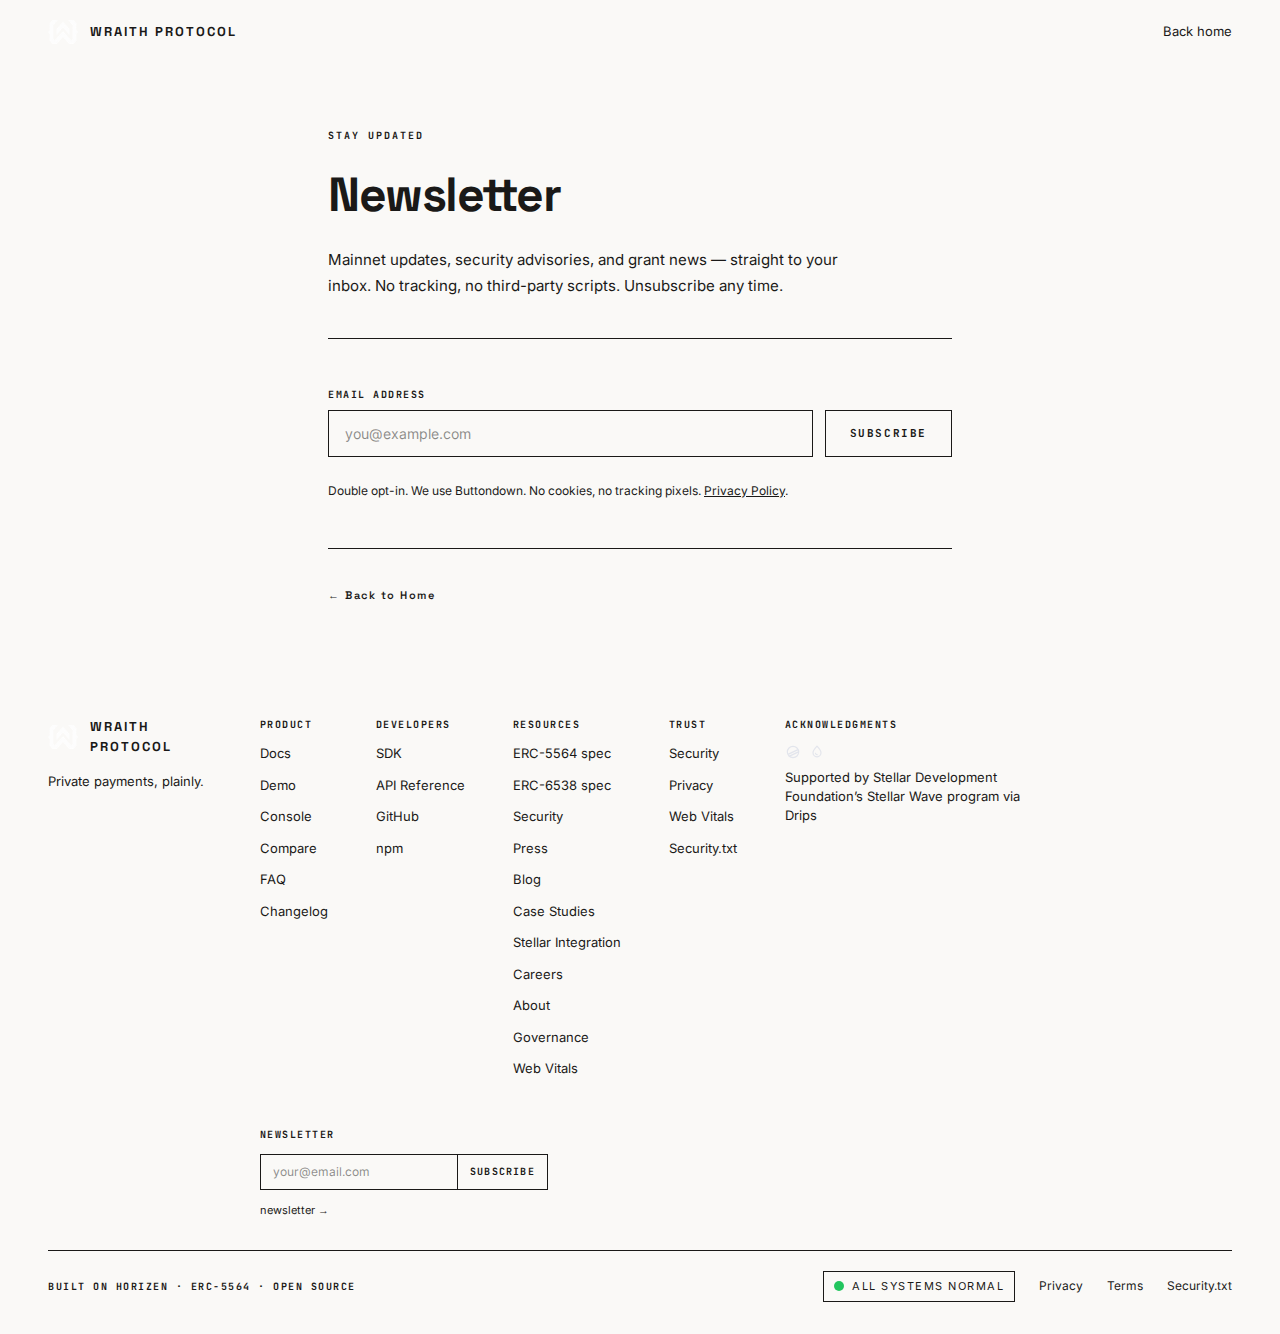 WRAITH PROTOCOL
Back home
STAY UPDATED
Newsletter
Mainnet updates, security advisories, and grant news — straight to your
inbox. No tracking, no third-party scripts. Unsubscribe any time.
EMAIL ADDRESS
you@example.com
SUBSCRIBE
Double opt-in. We use Buttondown. No cookies, no tracking pixels. Privacy Policy.
← Back to Home
WRAITH
PROTOCOL
Private payments, plainly.
PRODUCT
Docs
Demo
Console
Compare
FAQ
Changelog
DEVELOPERS
SDK
API Reference
GitHub
npm
RESOURCES
ERC-5564 spec
ERC-6538 spec
Security
Press
Blog
Case Studies
Stellar Integration
Careers
About
Governance
Web Vitals
TRUST
Security
Privacy
Web Vitals
Security.txt
ACKNOWLEDGMENTS
Supported by Stellar Development
Foundation’s Stellar Wave program via
Drips
NEWSLETTER
your@email.com
SUBSCRIBE
newsletter →
BUILT ON HORIZEN · ERC-5564 · OPEN SOURCE
ALL SYSTEMS NORMAL
Privacy
Terms
Security.txt